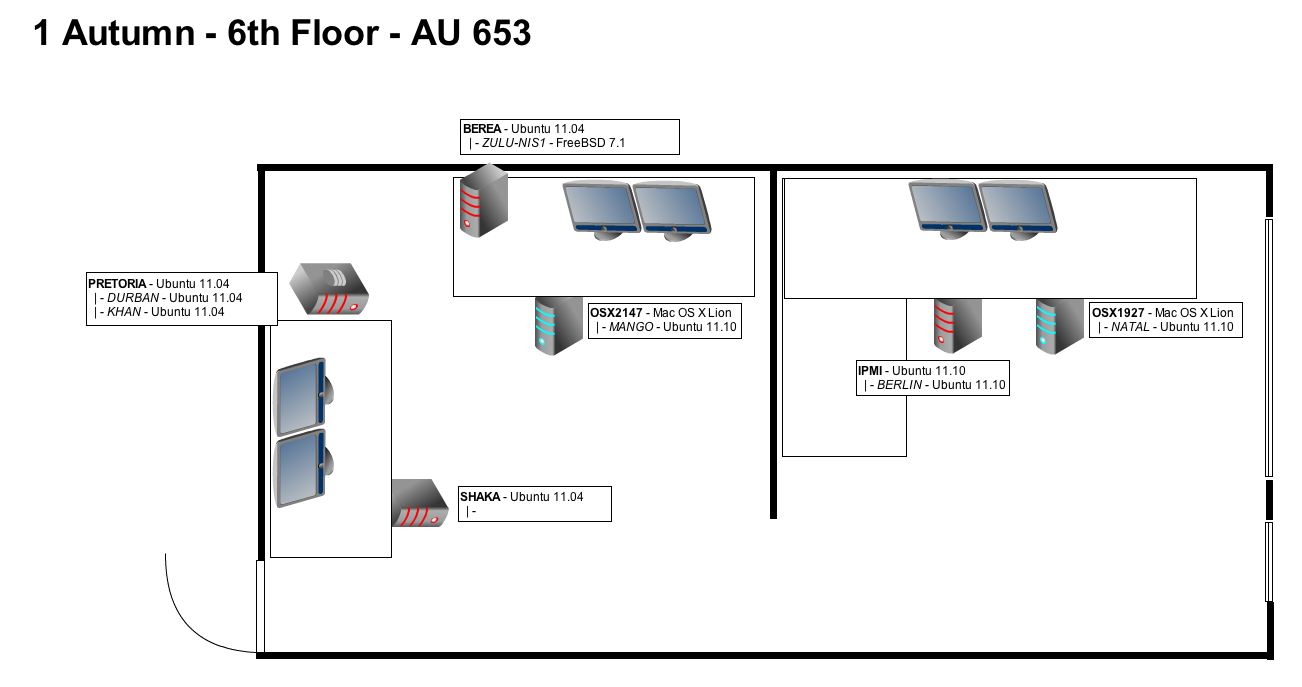 1 Autumn - 6th Floor - AU 653
BEREA - Ubuntu 11.04
|- ZULU-NIS1 - FreeBSD 7.1
PRETORIA - Ubuntu 11.04
|- DURBAN - Ubuntu 11.04
|- KHAN - Ubuntu 11.04
OSX2147 - Mac OS X Lion
|- MANGO - Ubuntu 11.10
OSX1927 - Mac OS X Lion
|- NATAL - Ubuntu 11.10
IPMI - Ubuntu 11.10
|- BERLIN - Ubuntu 11.10
SHAKA - Ubuntu 11.04
|-